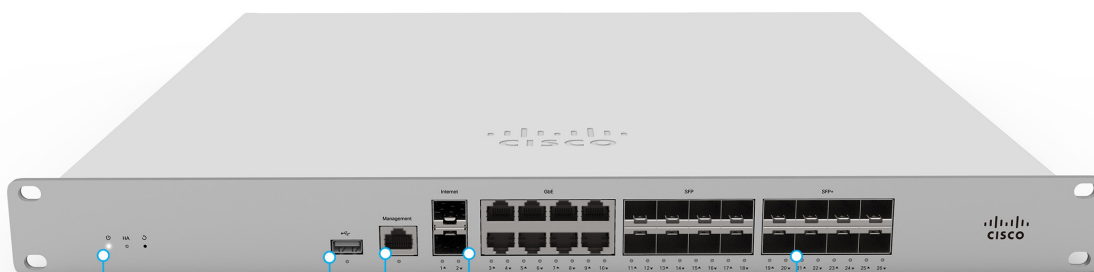 CISCO
Internet
GbE
SFP
SFP+
Management
HA
CISCO
1▲ 2▼ 3▲ 4▼ 5▲ 6▼ 7▲ 8▼ 9▲ 10▼ 11▲ 12▼ 13▲ 14▼ 15▲ 16▼ 17▲ 18▼ 19▲ 20▼ 21▲ 22▼ 23▲ 24▼ 25▲ 26▼